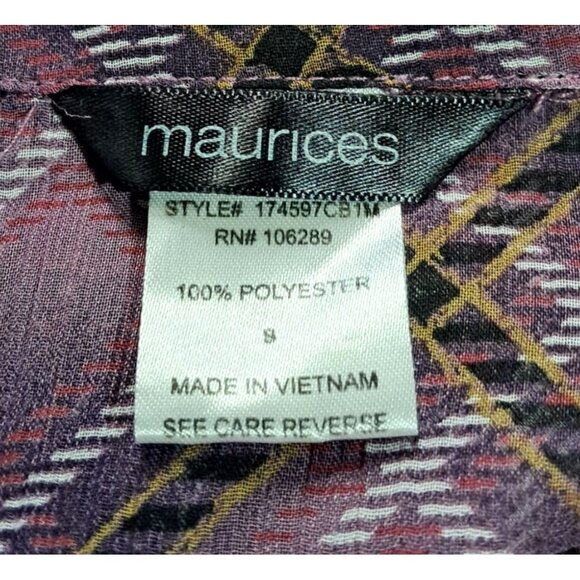 maurices
STYLE# 174597CB1M
RN# 106289
100% POLYESTER
S
MADE IN VIETNAM
SEE CARE REVERSE